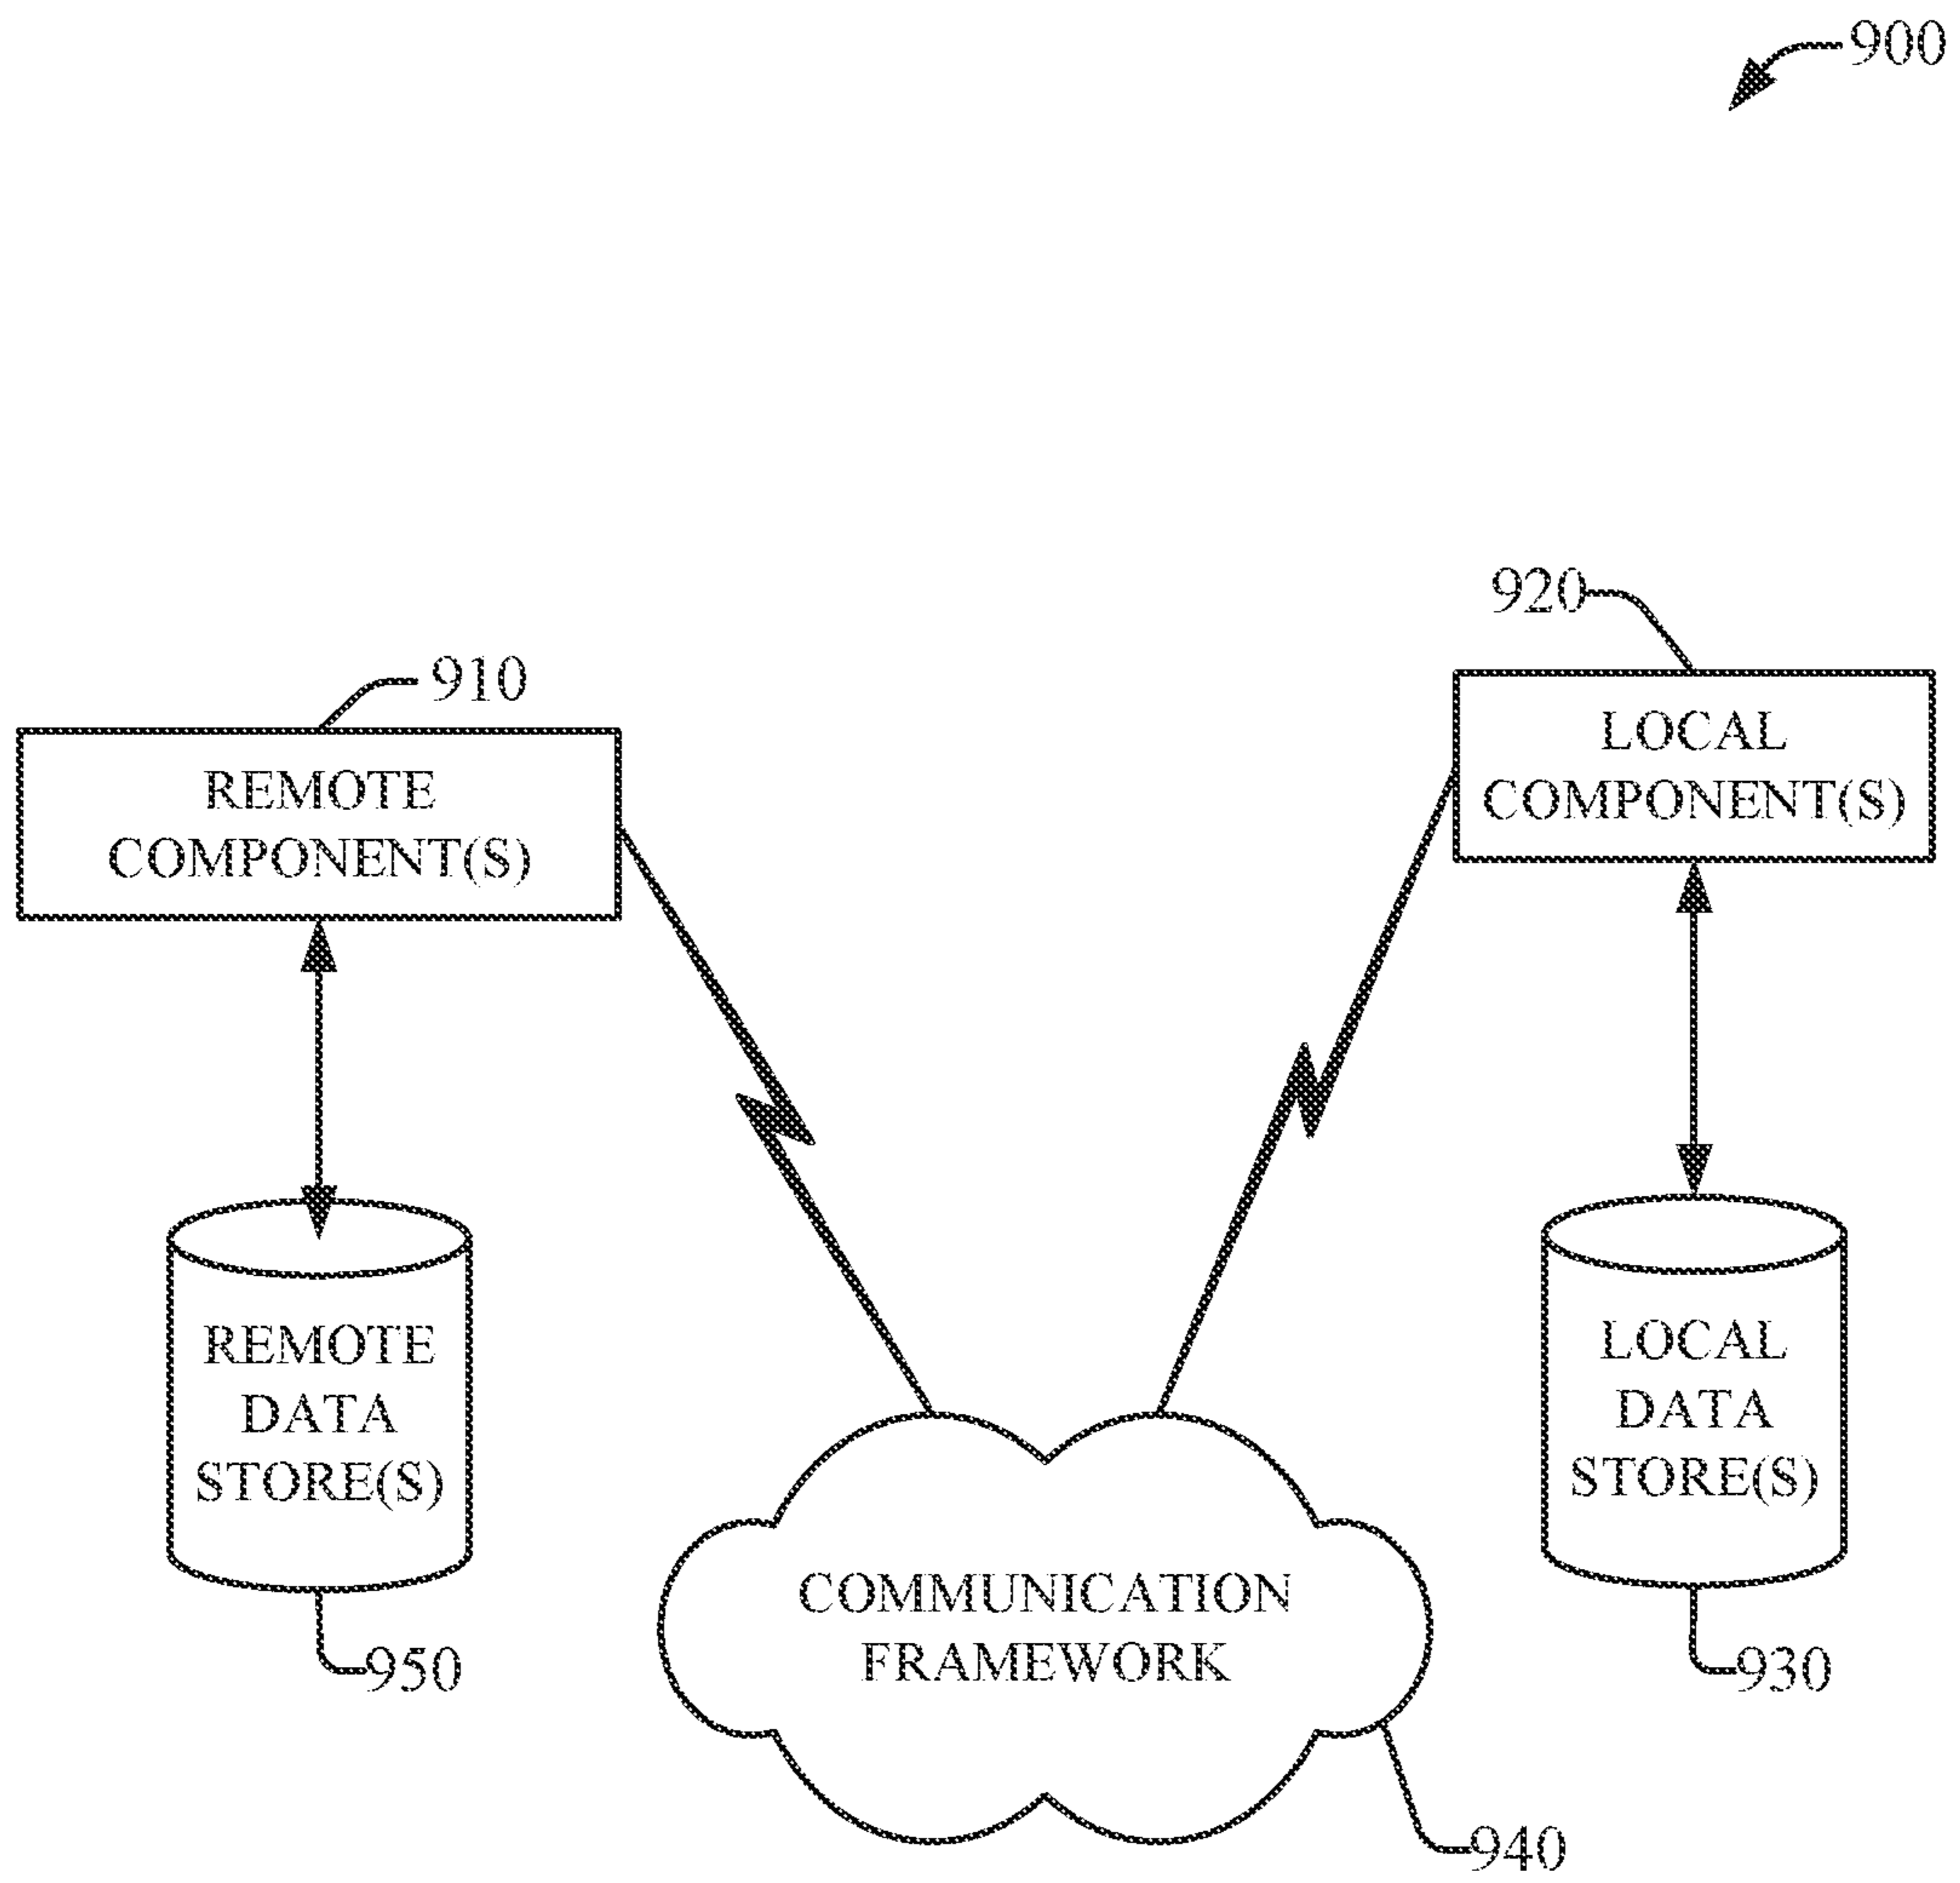 900
920
910
LOCAL
COMPONENT(S)
REMOTE
COMPONENT(S)
REMOTE
DATA
STORE(S)
LOCAL
DATA
STORE(S)
COMMUNICATION
FRAMEWORK
950
930
940